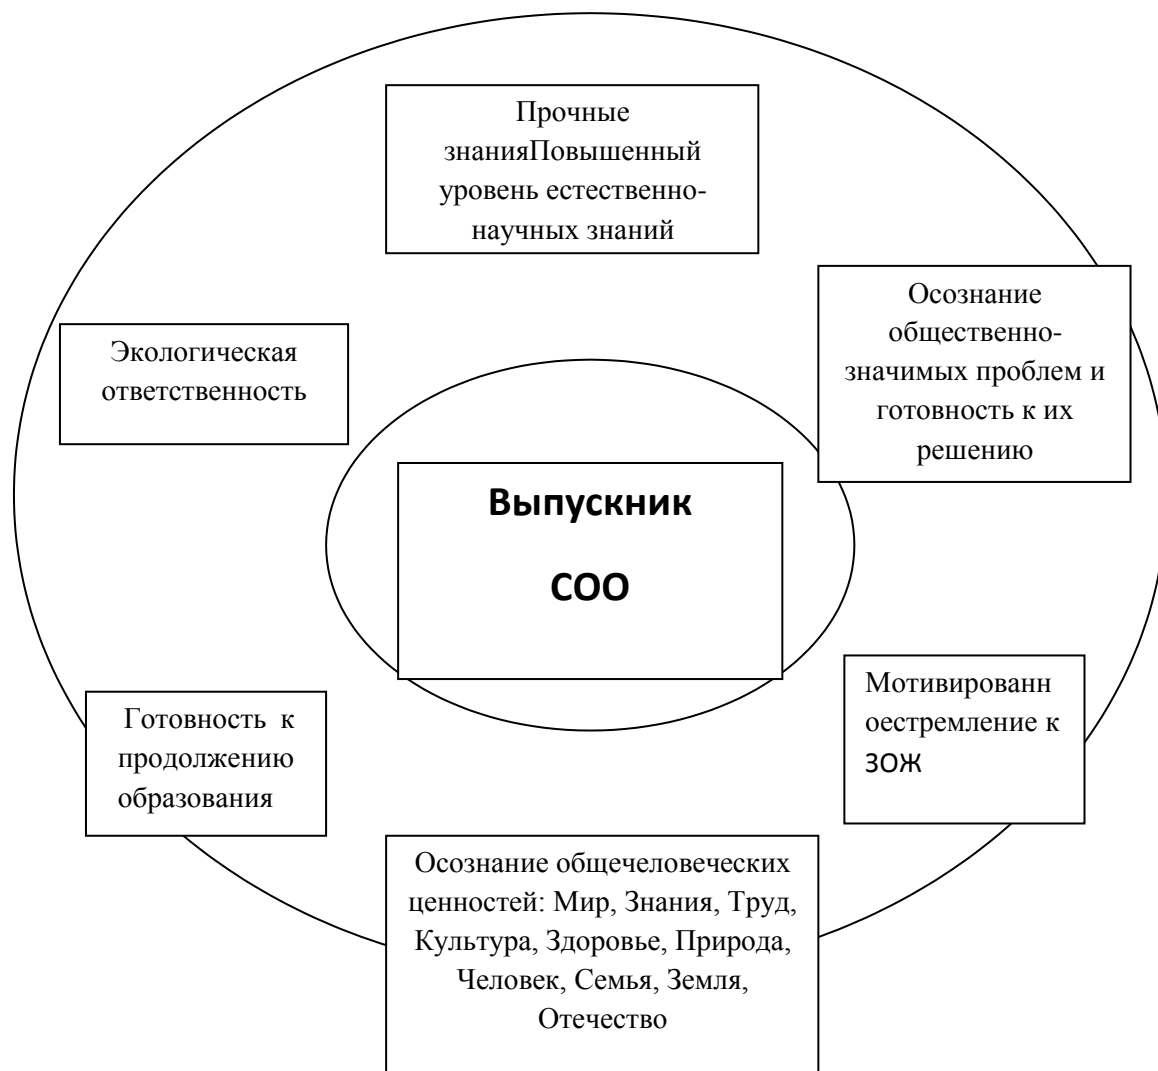 Прочные
знанияПовышенный
уровень естественно-
научных знаний
Осознание
общественно-
значимых проблем и
готовность к их
решению
Экологическая
ответственность
Выпускник
СОО
Мотивированн
оестремление к
ЗОЖ
Готовность к
продолжению
образования
Осознание общечеловеческих
ценностей: Мир, Знания, Труд,
Культура, Здоровье, Природа,
Человек, Семья, Земля,
Отечество